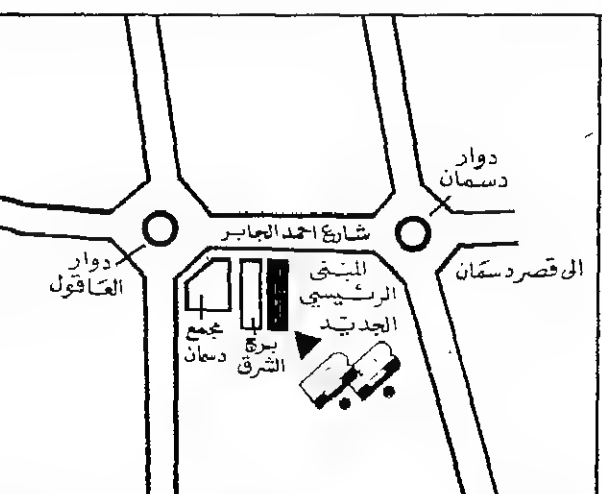 دوار
دسمان
شارع احمد الجابر
الى قصر دسمان
دوار
العاقول
المبنى
الرئيسي
الجديد
مجمع
دسمان
برج
الشرق